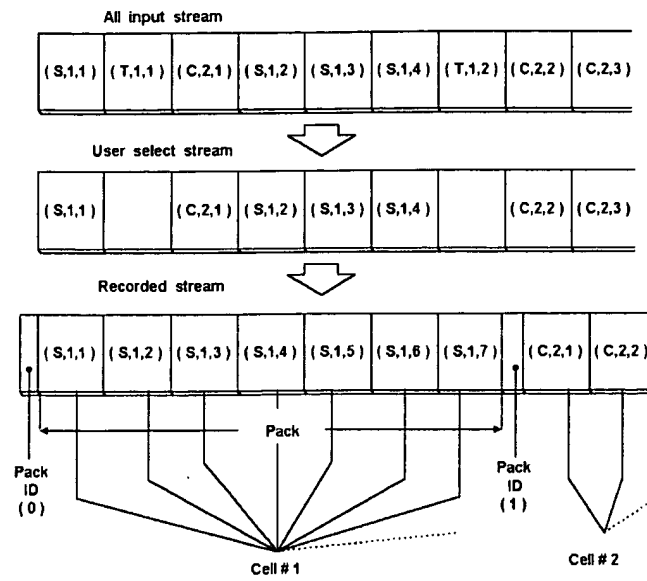 All input stream
( S,1,1 ) ( T,1,1 ) ( C,2,1 ) ( S,1,2 ) ( S,1,3 ) ( S,1,4 ) ( T,1,2 ) ( C,2,2 ) ( C,2,3 )
User select stream
( S,1,1 ) ( C,2,1 ) ( S,1,2 ) ( S,1,3 ) ( S,1,4 ) ( C,2,2 ) ( C,2,3 )
Recorded stream
( S,1,1 ) ( S,1,2 ) ( S,1,3 ) ( S,1,4 ) ( S,1,5 ) ( S,1,6 ) ( S,1,7 ) ( C,2,1 ) ( C,2,2 )
Pack
Pack
ID
( 0 )
Pack
ID
( 1 )
Cell # 1
Cell # 2